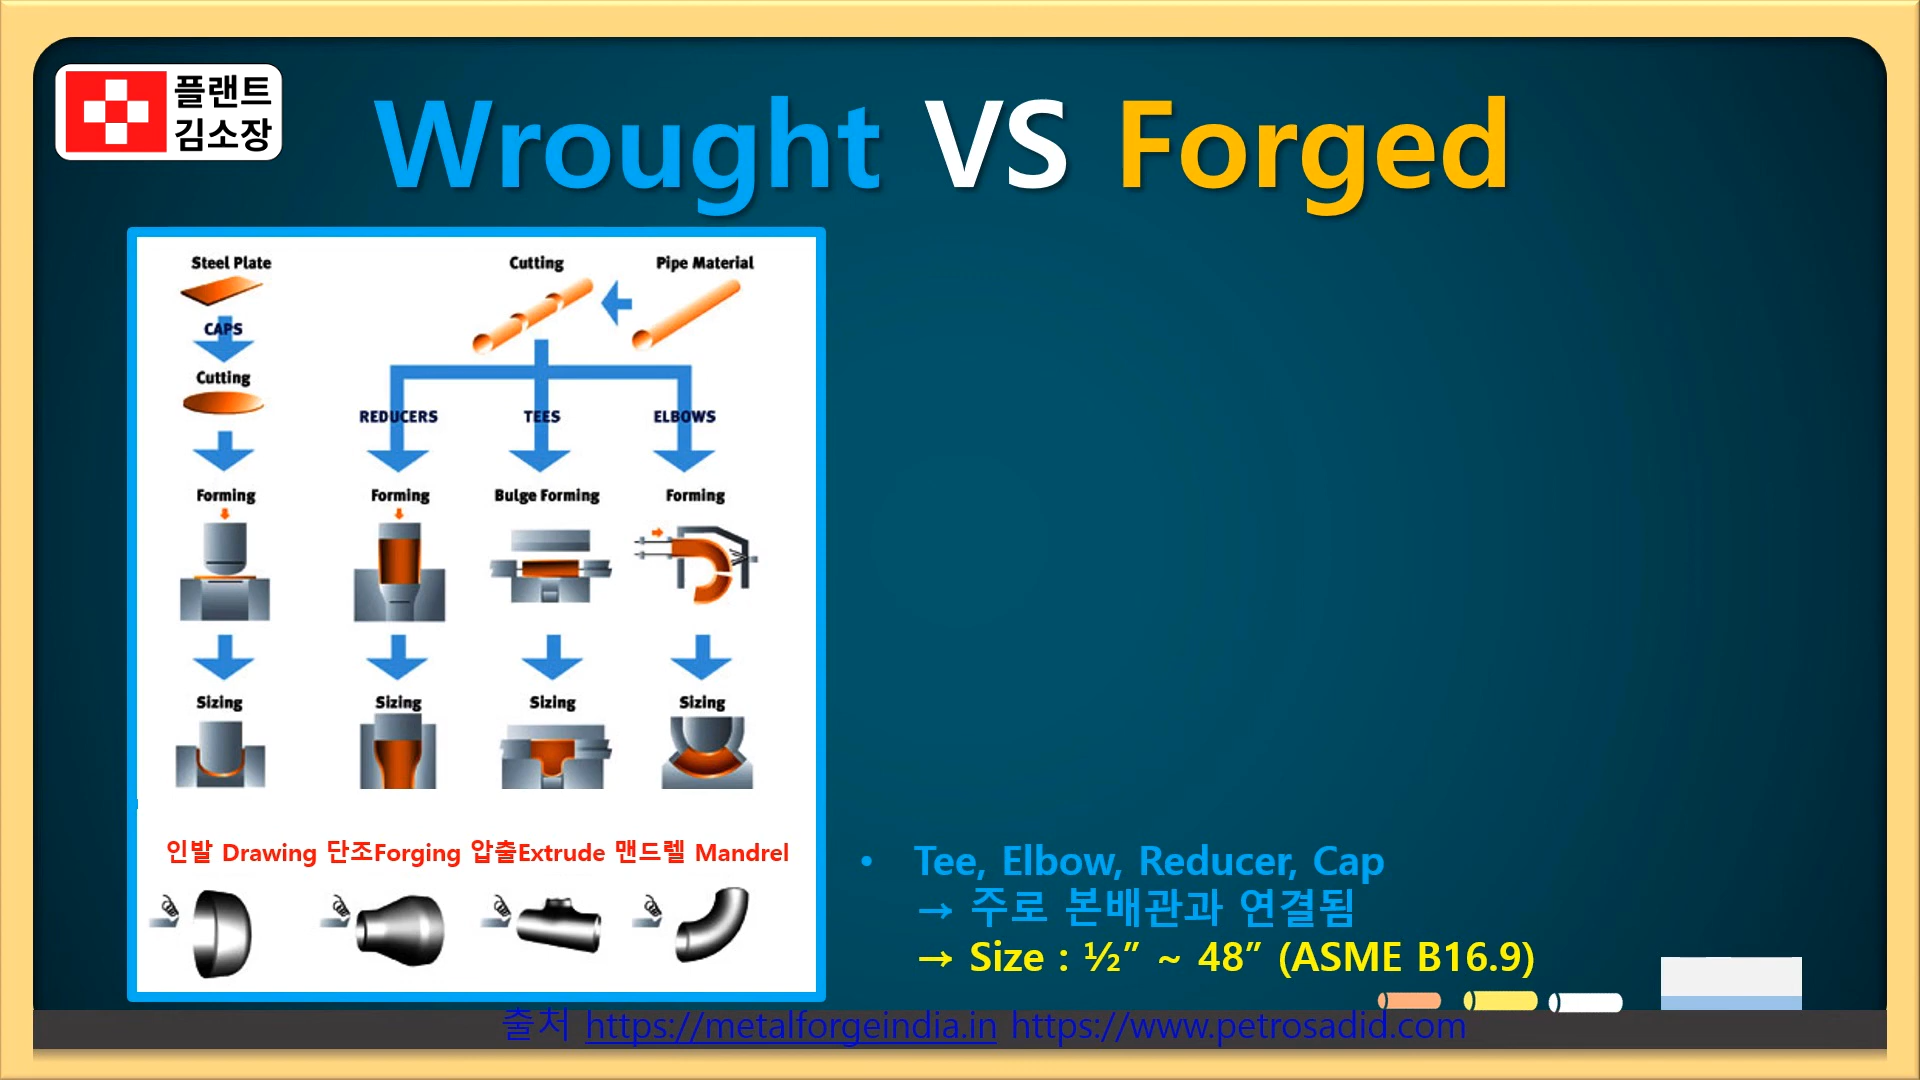 플랜트
김소장
Wrought VS Forged
Steel Plate
Cutting
Pipe Material
CAPS
Cutting
REDUCERS
TEES
ELBOWS
Forming
Forming
Bulge Forming
Forming
Sizing
Sizing
Sizing
Sizing
인발 Drawing 단조Forging 압출Extrude 맨드렐 Mandrel
• Tee, Elbow, Reducer, Cap
→ 주로 본배관과 연결됨
→ Size : ½” ~ 48” (ASME B16.9)
출처 https://metalforgeindia.in https://www.petrosadid.com